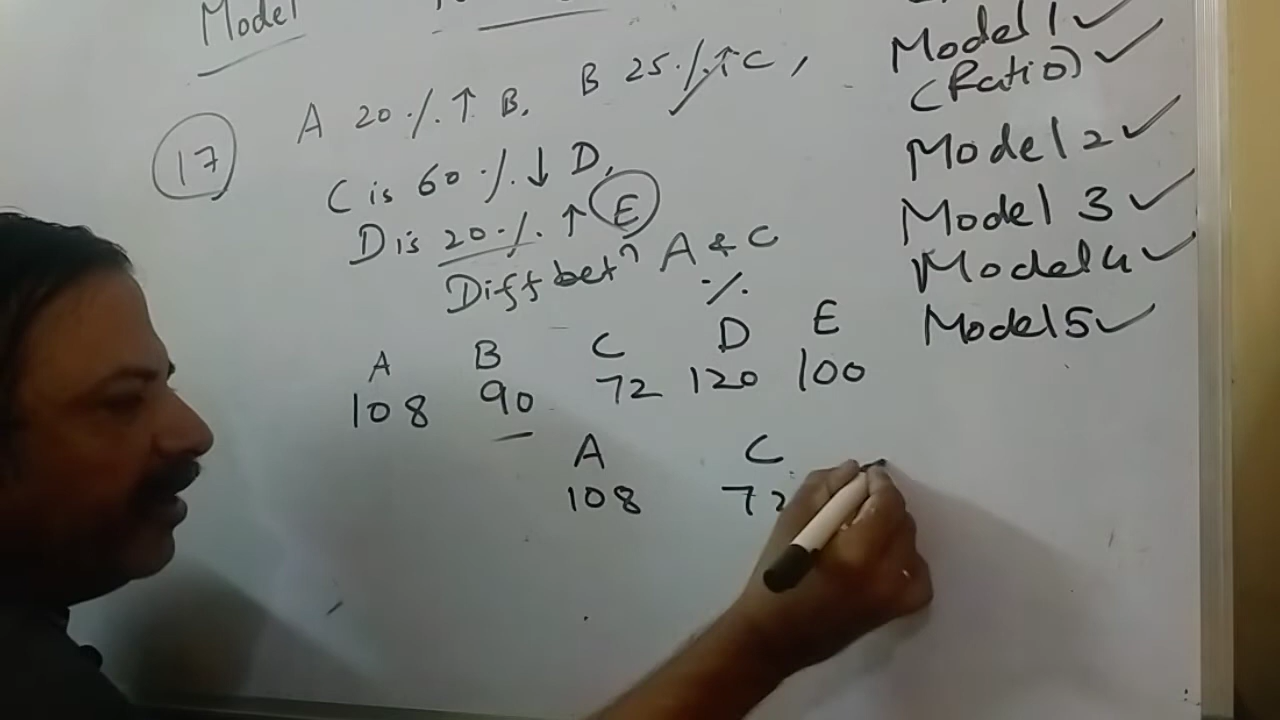 Model
17
A 20 % ↑ B, B 25 % ↑ C,
C is 60 % ↓ D,
D is 20 % ↑ E
Diff betn A & C
%
A B C D E
108 90 72 120 100
A C
108 72
Model 1 ✓
(Ratio) ✓
Model 2 ✓
Model 3 ✓
Model 4 ✓
Model 5 ✓